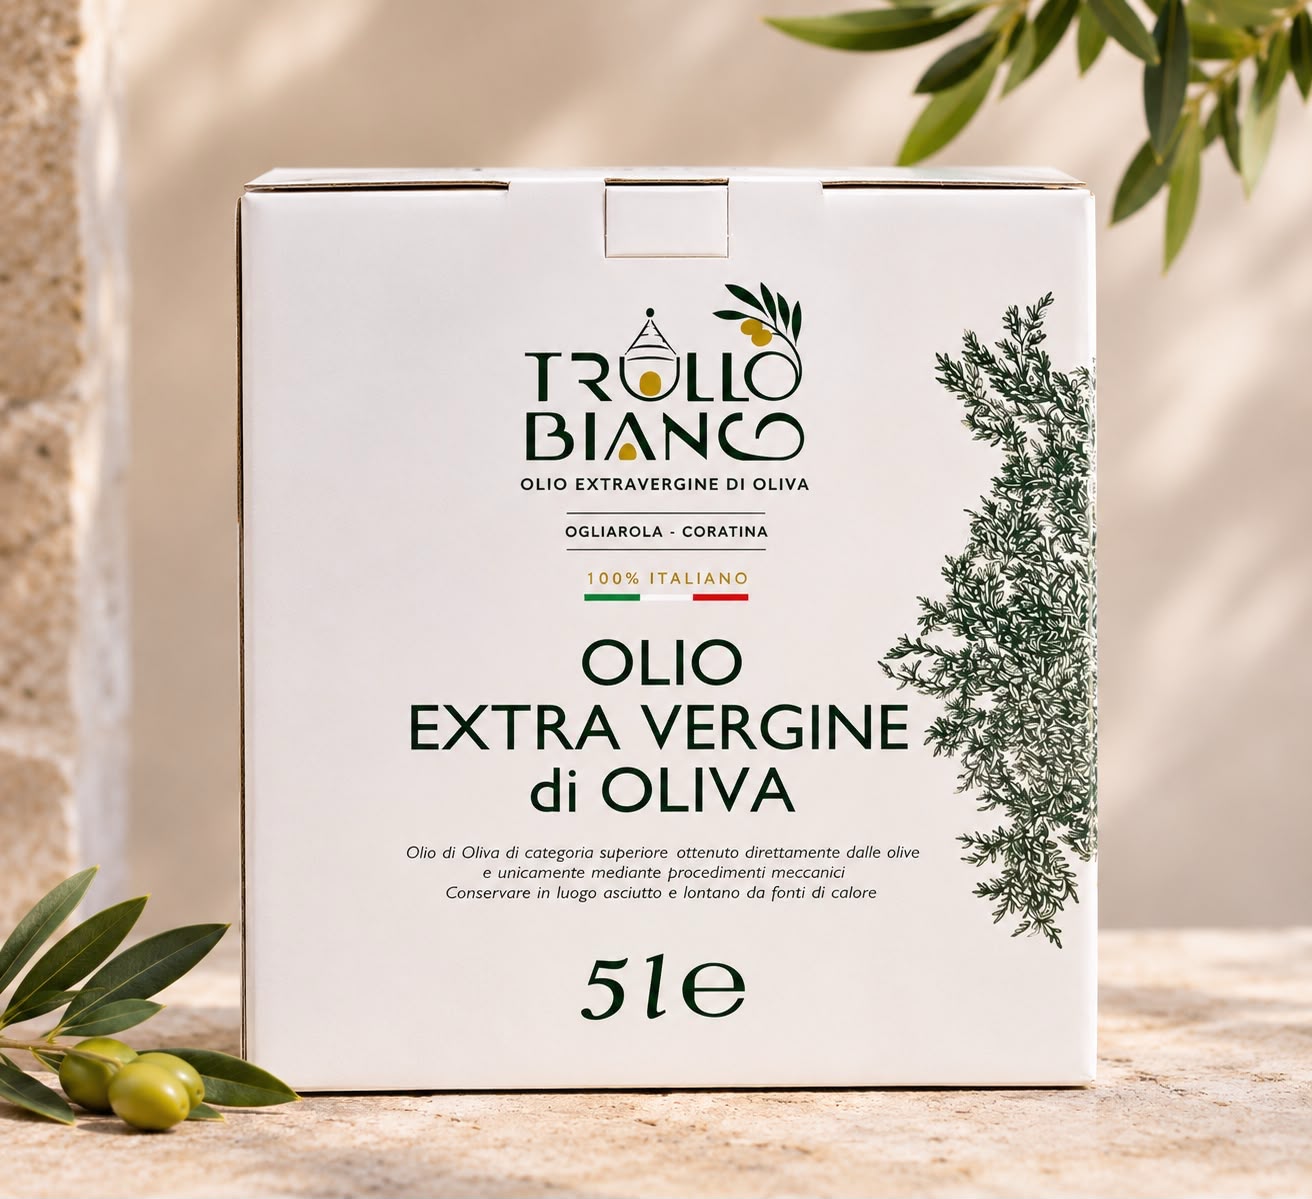 TRULLO
BIANCO
OLIO EXTRAVERGINE DI OLIVA
OGLIAROLA - CORATINA
100% ITALIANO
OLIO
EXTRA VERGINE
di OLIVA
Olio di Oliva di categoria superiore ottenuto direttamente dalle olive
e unicamente mediante procedimenti meccanici
Conservare in luogo asciutto e lontano da fonti di calore
5 l e